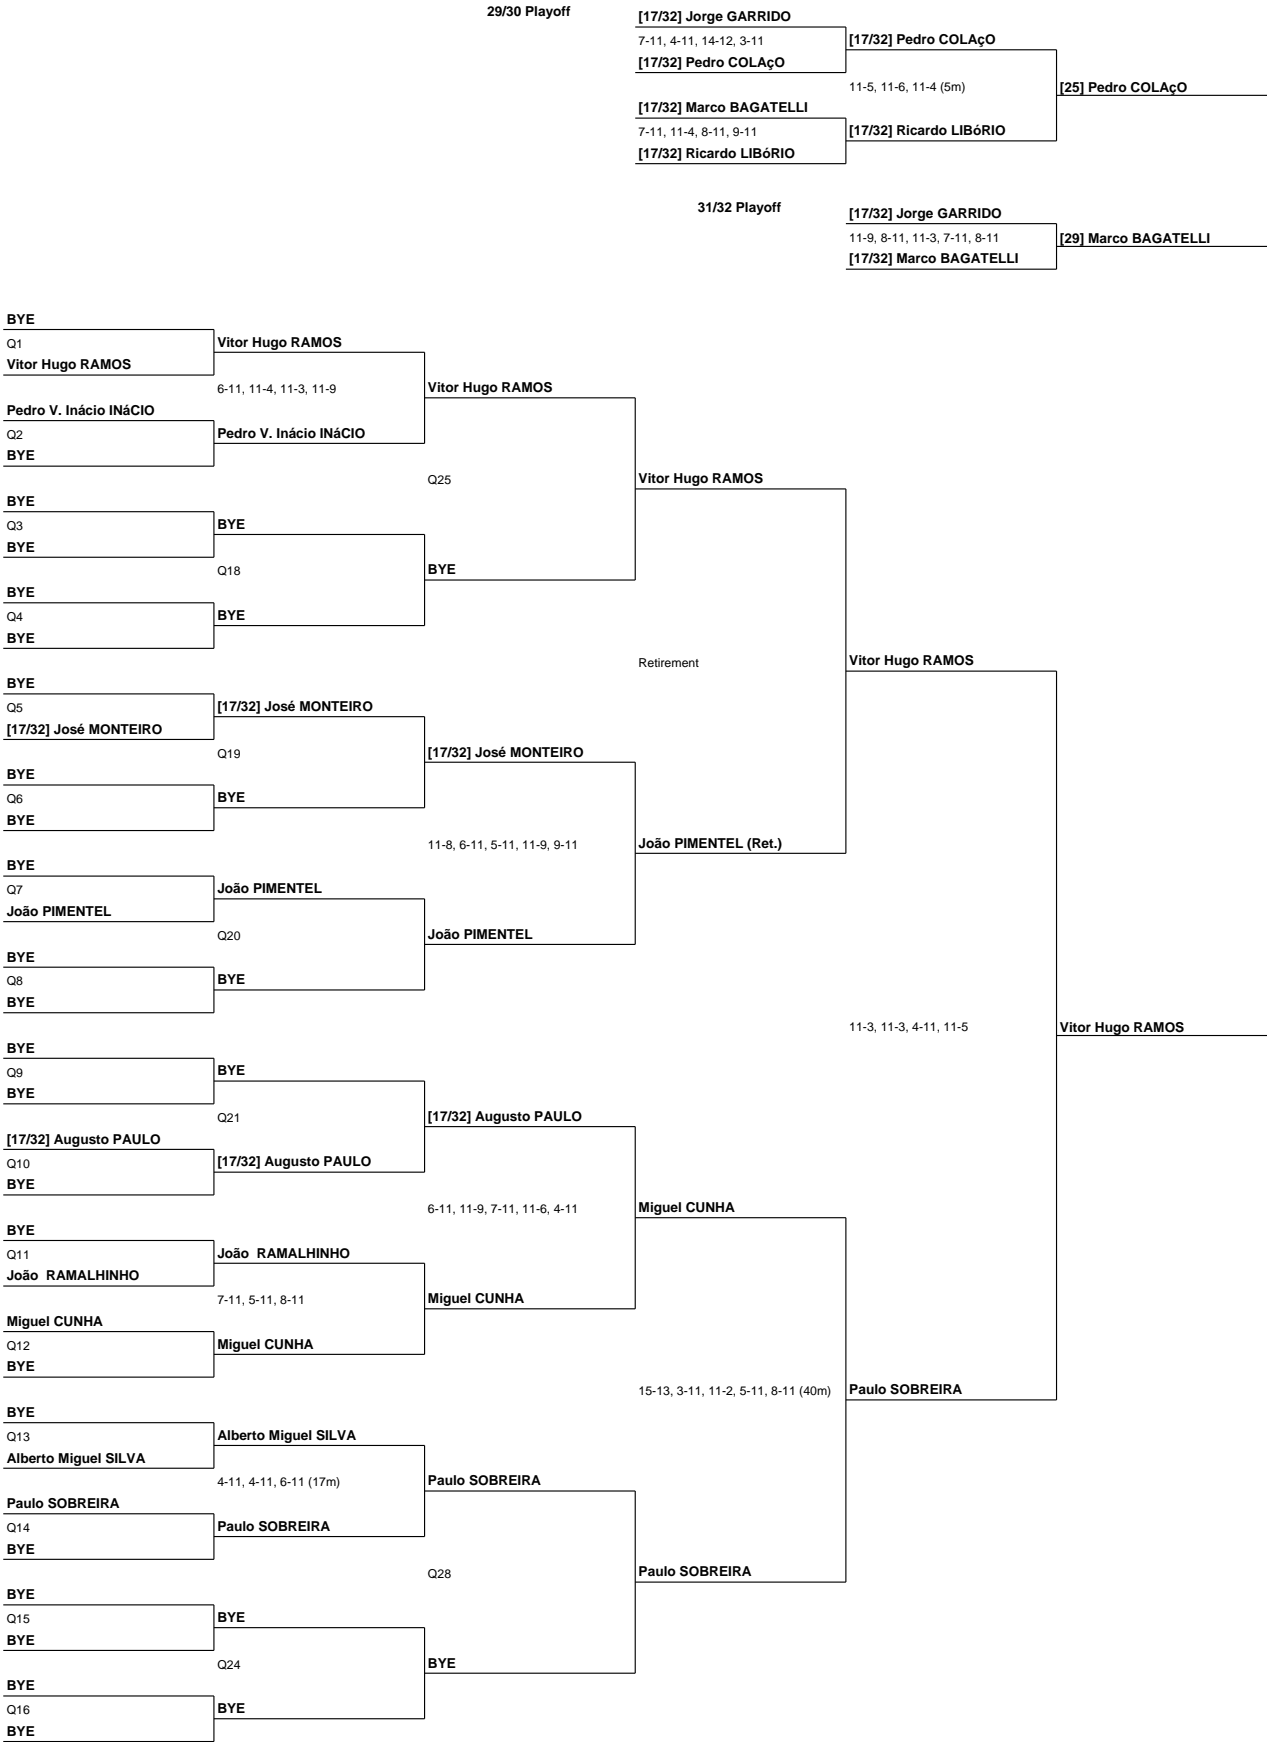 29/30 Playoff
[17/32] Jorge GARRIDO
7-11, 4-11, 14-12, 3-11
[17/32] Pedro COLAçO
[17/32] Pedro COLAçO
11-5, 11-6, 11-4 (5m)
[25] Pedro COLAçO
[17/32] Marco BAGATELLI
7-11, 11-4, 8-11, 9-11
[17/32] Ricardo LIBóRIO
[17/32] Ricardo LIBóRIO
31/32 Playoff
[17/32] Jorge GARRIDO
11-9, 8-11, 11-3, 7-11, 8-11
[17/32] Marco BAGATELLI
[29] Marco BAGATELLI
BYE
Q1
Vitor Hugo RAMOS
Vitor Hugo RAMOS
6-11, 11-4, 11-3, 11-9
Vitor Hugo RAMOS
Pedro V. Inácio INáCIO
Q2
BYE
Pedro V. Inácio INáCIO
Q25
Vitor Hugo RAMOS
BYE
Q3
BYE
BYE
Q18
BYE
BYE
Q4
BYE
BYE
Retirement
Vitor Hugo RAMOS
BYE
Q5
[17/32] José MONTEIRO
[17/32] José MONTEIRO
Q19
[17/32] José MONTEIRO
BYE
Q6
BYE
BYE
11-8, 6-11, 5-11, 11-9, 9-11
João PIMENTEL (Ret.)
BYE
Q7
João PIMENTEL
João PIMENTEL
Q20
João PIMENTEL
BYE
Q8
BYE
BYE
11-3, 11-3, 4-11, 11-5
Vitor Hugo RAMOS
BYE
Q9
BYE
BYE
Q21
[17/32] Augusto PAULO
[17/32] Augusto PAULO
Q10
BYE
[17/32] Augusto PAULO
6-11, 11-9, 7-11, 11-6, 4-11
Miguel CUNHA
BYE
Q11
João  RAMALHINHO
João  RAMALHINHO
7-11, 5-11, 8-11
Miguel CUNHA
Miguel CUNHA
Q12
BYE
Miguel CUNHA
15-13, 3-11, 11-2, 5-11, 8-11 (40m)
Paulo SOBREIRA
BYE
Q13
Alberto Miguel SILVA
Alberto Miguel SILVA
4-11, 4-11, 6-11 (17m)
Paulo SOBREIRA
Paulo SOBREIRA
Q14
BYE
Paulo SOBREIRA
Q28
Paulo SOBREIRA
BYE
Q15
BYE
BYE
Q24
BYE
BYE
Q16
BYE
BYE